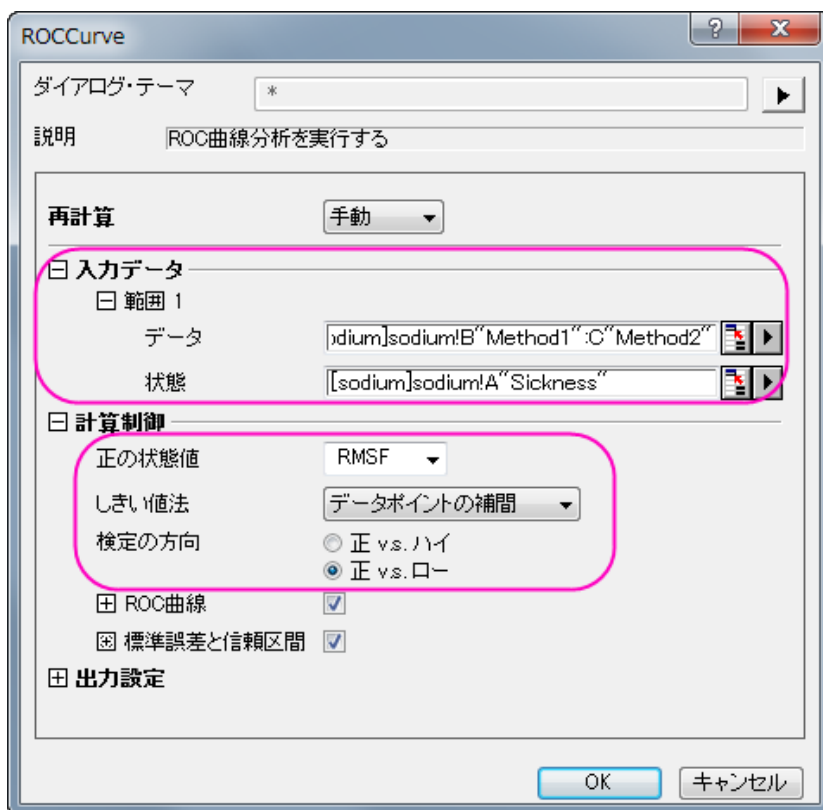 ROCCurve
ダイアログ・テーマ *
説明 ROC曲線分析を実行する
再計算 手動
入力データ
範囲 1
データ )dium]sodium!B"Method1":C"Method2"
状態 [sodium]sodium!A"Sickness"
計算制御
正の状態値 RMSF
しきい値法 データポイントの補間
検定の方向 正 v.s. ハイ
正 v.s. ロー
ROC曲線
標準誤差と信頼区間
出力設定
OK キャンセル